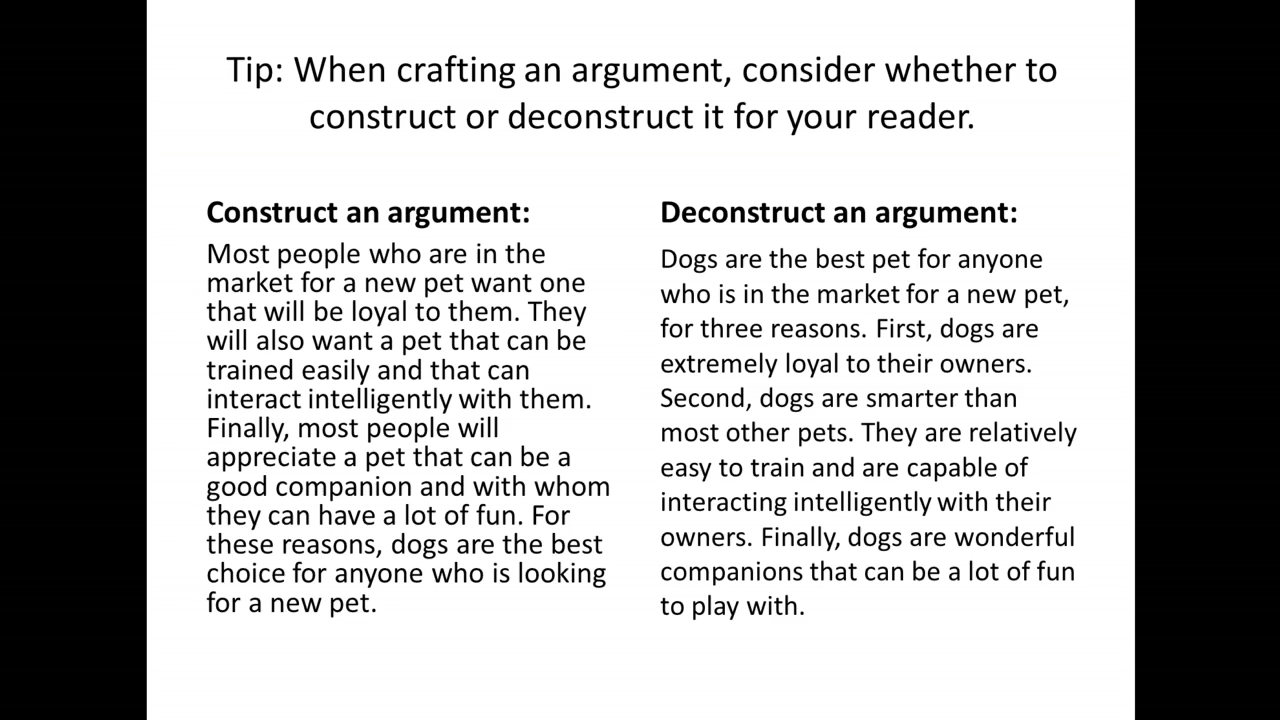 Tip: When crafting an argument, consider whether to
construct or deconstruct it for your reader.
Construct an argument:
Most people who are in the
market for a new pet want one
that will be loyal to them. They
will also want a pet that can be
trained easily and that can
interact intelligently with them.
Finally, most people will
appreciate a pet that can be a
good companion and with whom
they can have a lot of fun. For
these reasons, dogs are the best
choice for anyone who is looking
for a new pet.
Deconstruct an argument:
Dogs are the best pet for anyone
who is in the market for a new pet,
for three reasons. First, dogs are
extremely loyal to their owners.
Second, dogs are smarter than
most other pets. They are relatively
easy to train and are capable of
interacting intelligently with their
owners. Finally, dogs are wonderful
companions that can be a lot of fun
to play with.